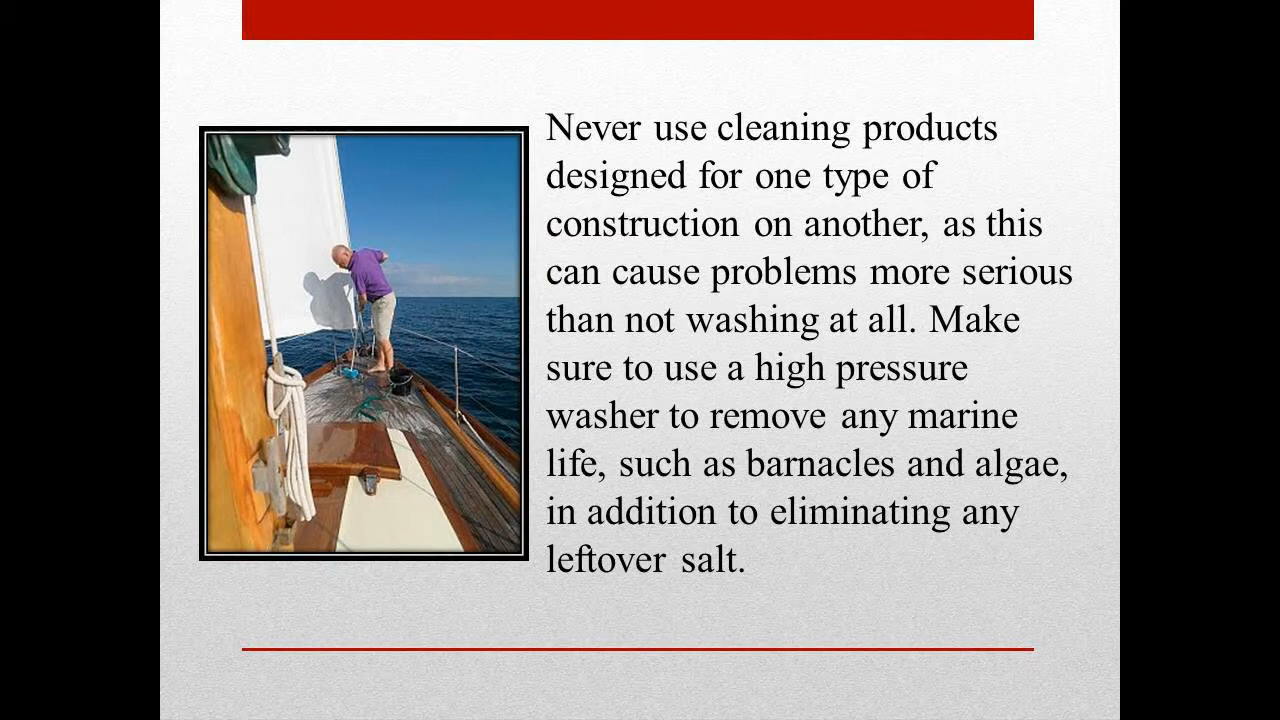 Never use cleaning products
designed for one type of
construction on another, as this
can cause problems more serious
than not washing at all. Make
sure to use a high pressure
washer to remove any marine
life, such as barnacles and algae,
in addition to eliminating any
leftover salt.